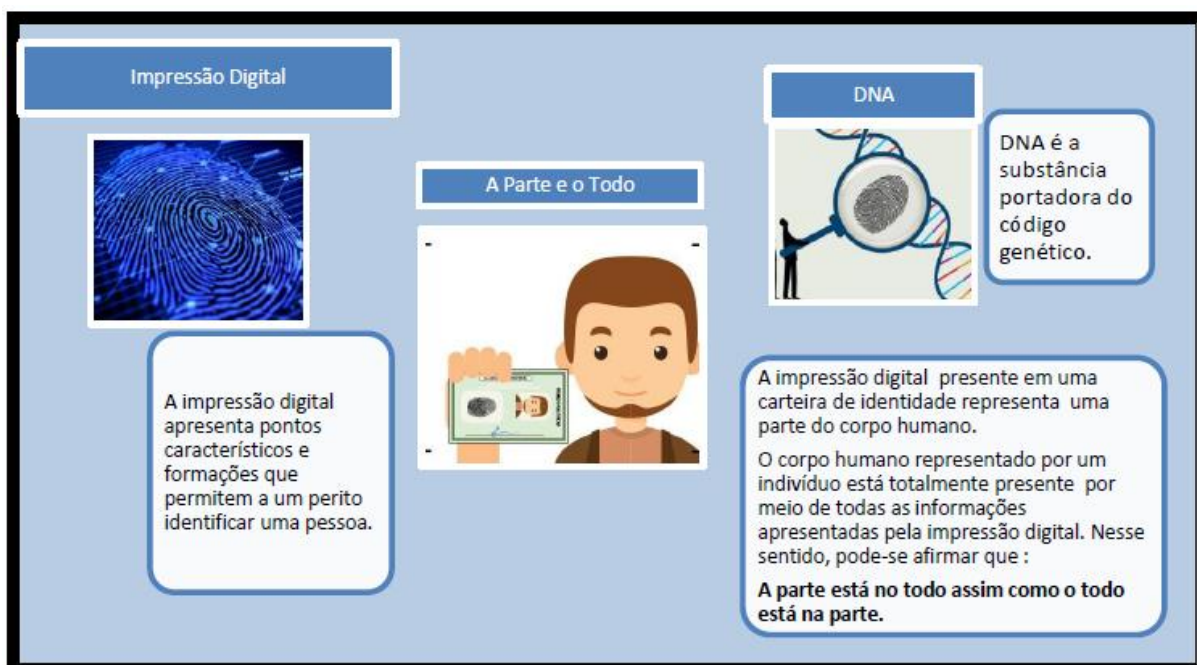 Impressão Digital
A impressão digital
apresenta pontos
característicos e
formações que
permitem a um perito
identificar uma pessoa.
A Parte e o Todo
DNA
DNA é a
substância
portadora do
código
genético.
A impressão digital presente em uma
carteira de identidade representa uma
parte do corpo humano.
O corpo humano representado por um
indivíduo está totalmente presente por
meio de todas as informações
apresentadas pela impressão digital. Nesse
sentido, pode-se afirmar que :
A parte está no todo assim como o todo
está na parte.